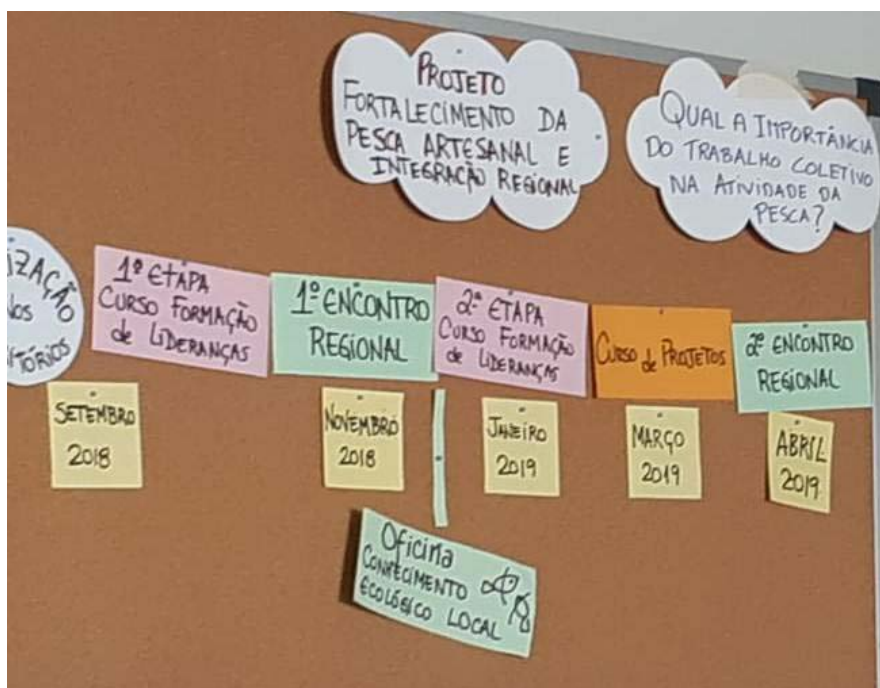 PROJETO
FORTALECIMENTO DA
PESCA ARTESANAL E
INTEGRAÇÃO REGIONAL
QUAL A IMPORTÂNCIA
DO TRABALHO COLETIVO
NA ATIVIDADE DA
PESCA?
IZAÇÃO
NOS
TÓRIOS
1ª ETAPA
CURSO FORMAÇÃO
de LIDERANÇAS
1º ENCONTRO
REGIONAL
2ª ETAPA
CURSO FORMAÇÃO
de LIDERANÇAS
CURSO de PROJETOS
2º ENCONTRO
REGIONAL
SETEMBRO
2018
NOVEMBRO
2018
JANEIRO
2019
MARÇO
2019
ABRIL
2019
Oficina
CONHECIMENTO
ECOLÓGICO LOCAL